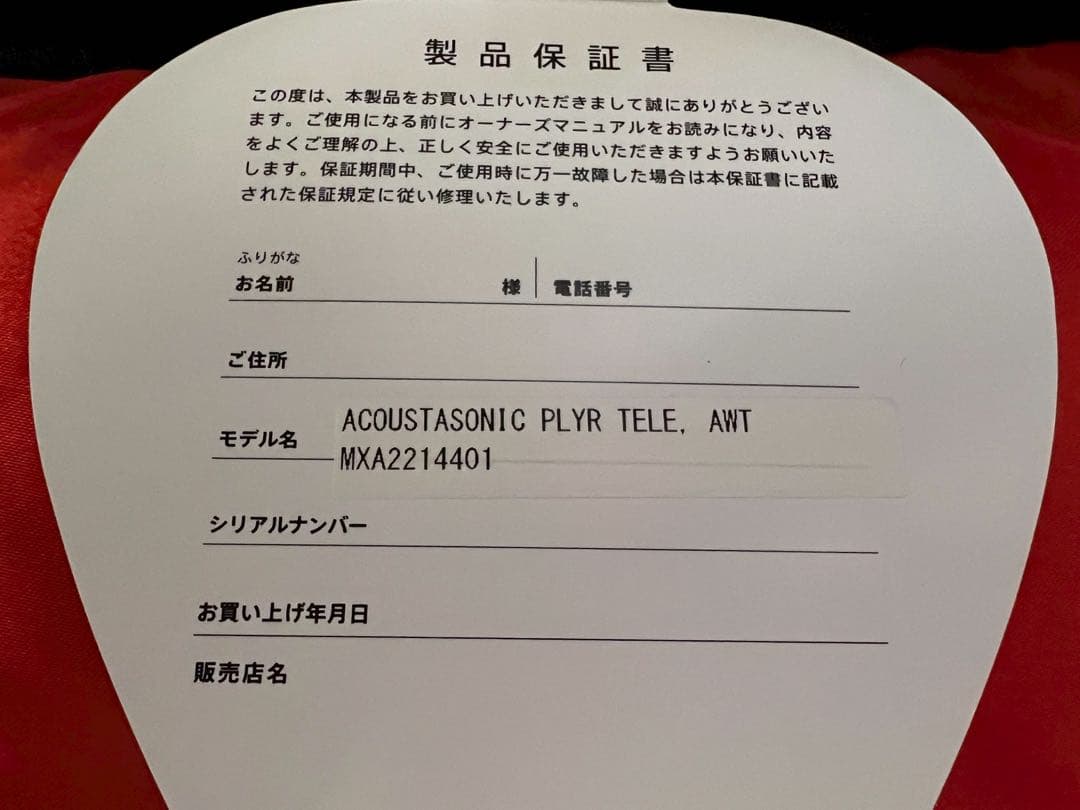 製品保証書
この度は、本製品をお買い上げいただきまして誠にありがとうござい
ます。ご使用になる前にオーナーズマニュアルをお読みになり、内容
をよくご理解の上、正しく安全にご使用いただきますようお願いいた
します。保証期間中、ご使用時に万一故障した場合は本保証書に記載
された保証規定に従い修理いたします。
ふりがな
お名前 様 電話番号
ご住所
モデル名 ACOUSTASONIC PLYR TELE, AWT
MXA2214401
シリアルナンバー
お買い上げ年月日
販売店名